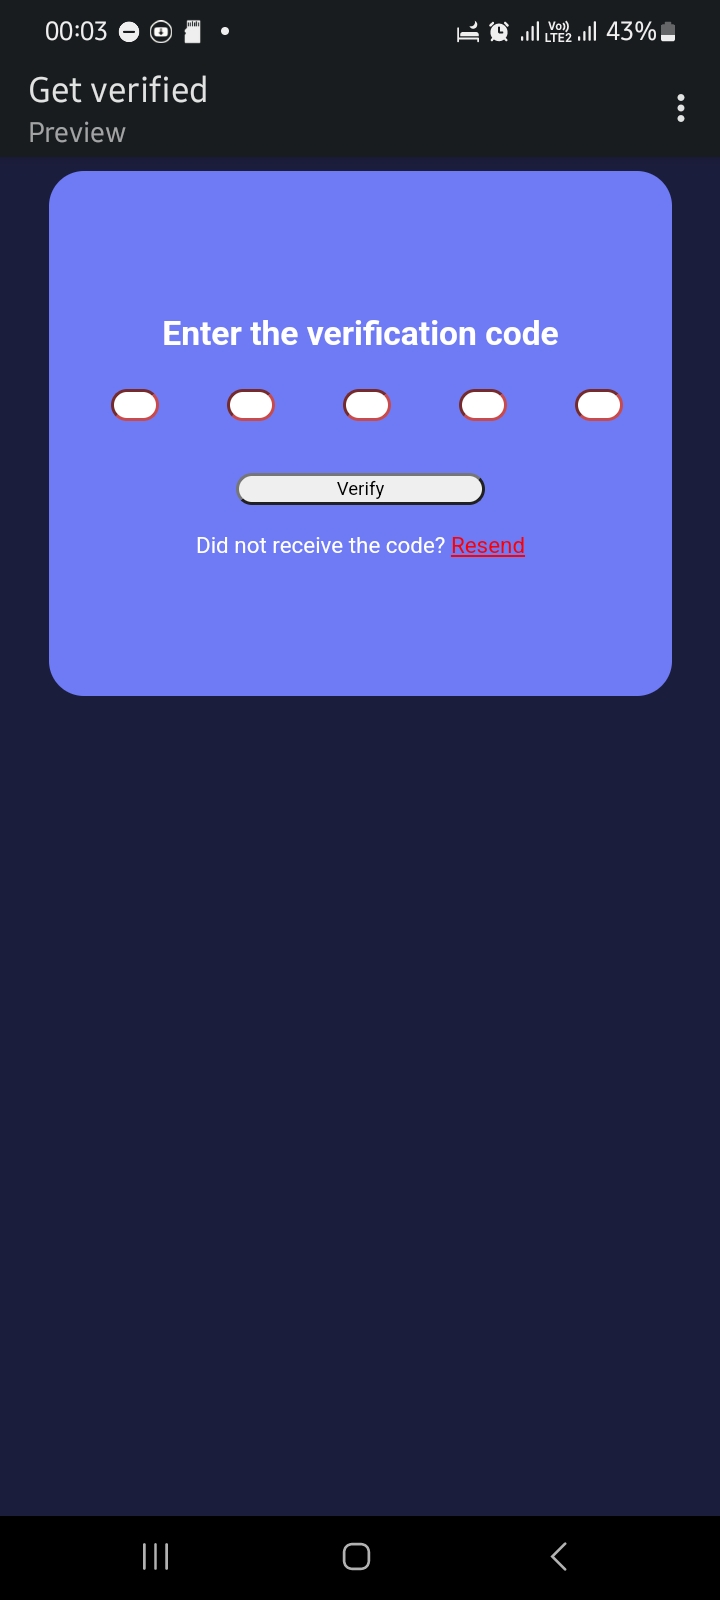 00:03 Vo)) LTE2 43%
Get verified
Preview
Enter the verification code
Verify
Did not receive the code? Resend